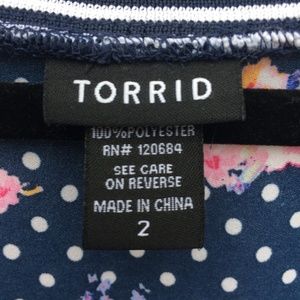 TORRID
100%POLYESTER
RN# 120684
SEE CARE
ON REVERSE
MADE IN CHINA
2